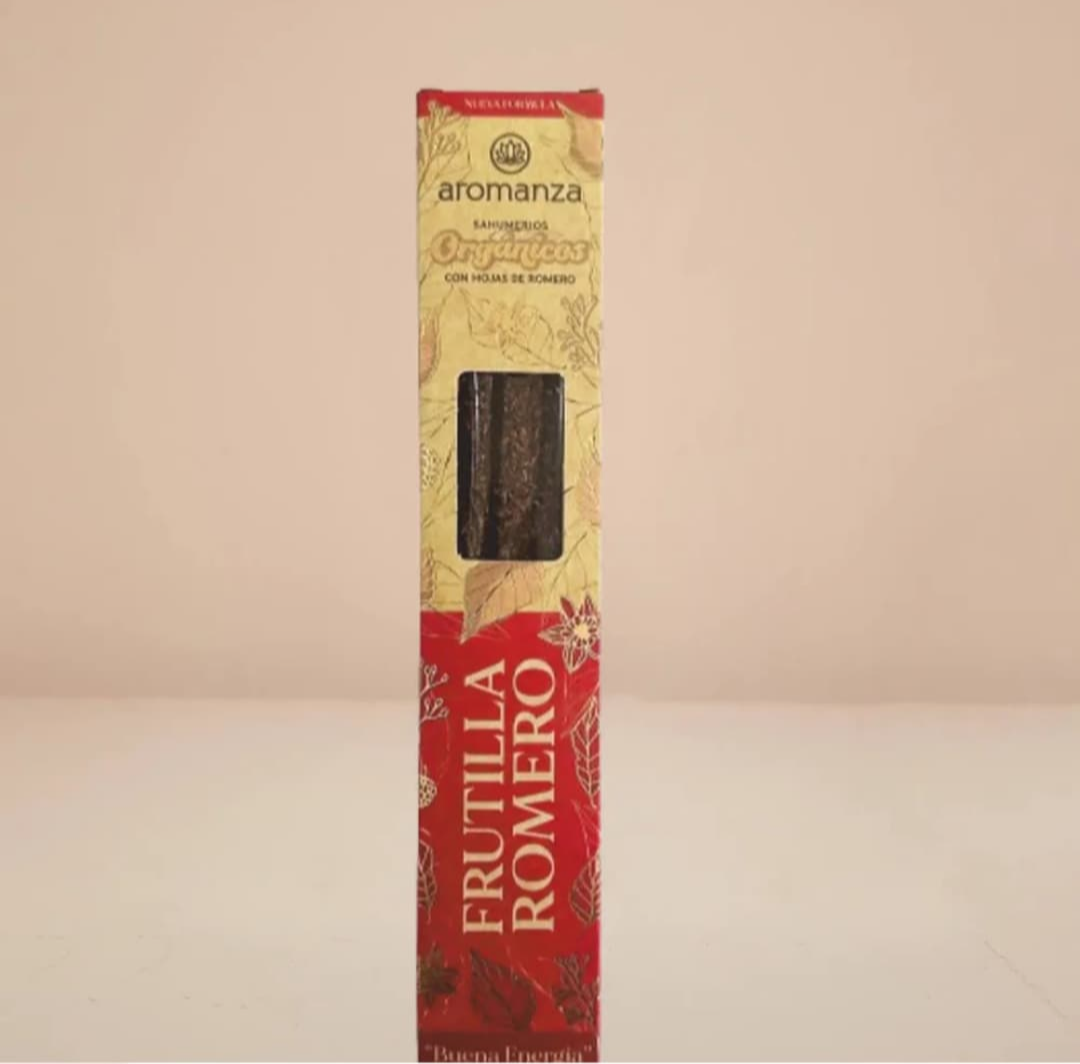 NUEVA FORMULA
aromanza
SAHUMERIOS
Orgánicos
CON HOJAS DE ROMERO
FRUTILLA
ROMERO
"Buena Energía"